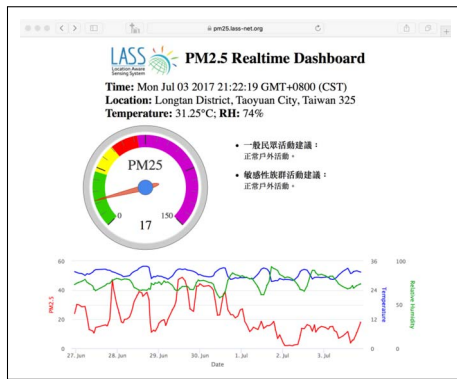 pm25.lass-net.org
LASS
Location Aware
Sensing System
PM2.5 Realtime Dashboard
Time: Mon Jul 03 2017 21:22:19 GMT+0800 (CST)
Location: Longtan District, Taoyuan City, Taiwan 325
Temperature: 31.25°C; RH: 74%
PM25
0
150
17
• 一般民眾活動建議：
正常戶外活動。
• 敏感性族群活動建議：
正常戶外活動。
60 36 100
40 24
50
20 12
0 0 0
PM2.5
Temperature
Relative Humidity
27. Jun 28. Jun 29. Jun 30. Jun 1. Jul 2. Jul 3. Jul
Date